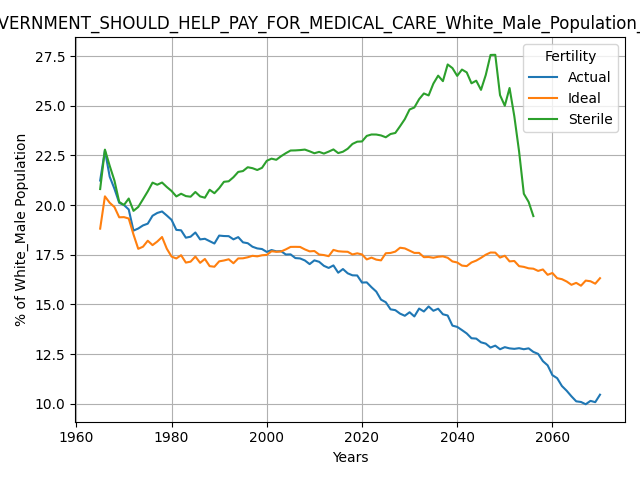 VERNMENT_SHOULD_HELP_PAY_FOR_MEDICAL_CARE_White_Male_Population_
27.5
25.0
22.5
20.0
17.5
15.0
12.5
10.0
% of White_Male Population
Fertility
Actual
Ideal
Sterile
1960
1980
2000
2020
2040
2060
Years